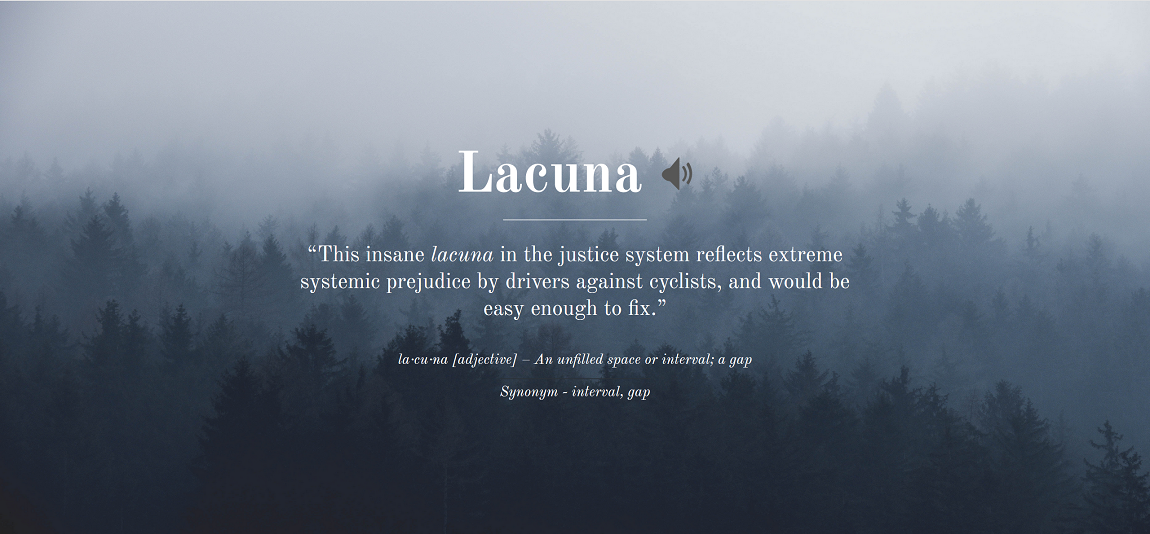 Lacuna
“This insane lacuna in the justice system reflects extreme
systemic prejudice by drivers against cyclists, and would be
easy enough to fix.”
la·cu·na [adjective] – An unfilled space or interval; a gap
Synonym - interval, gap